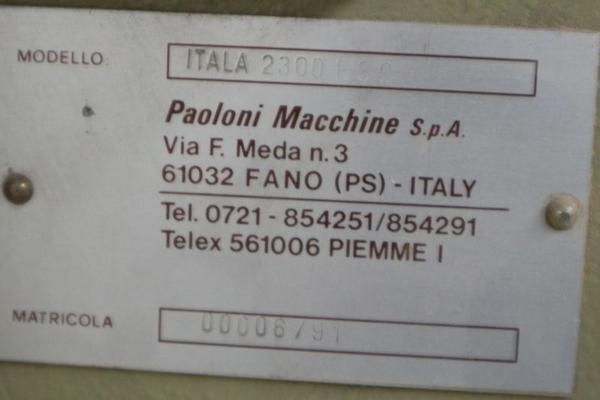 MODELLO: ITALA 2300
Paoloni Macchine S.p.A.
Via F. Meda n. 3
61032 FANO (PS) - ITALY
Tel. 0721 - 854251/854291
Telex 561006 PIEMME I
MATRICOLA 00006/91